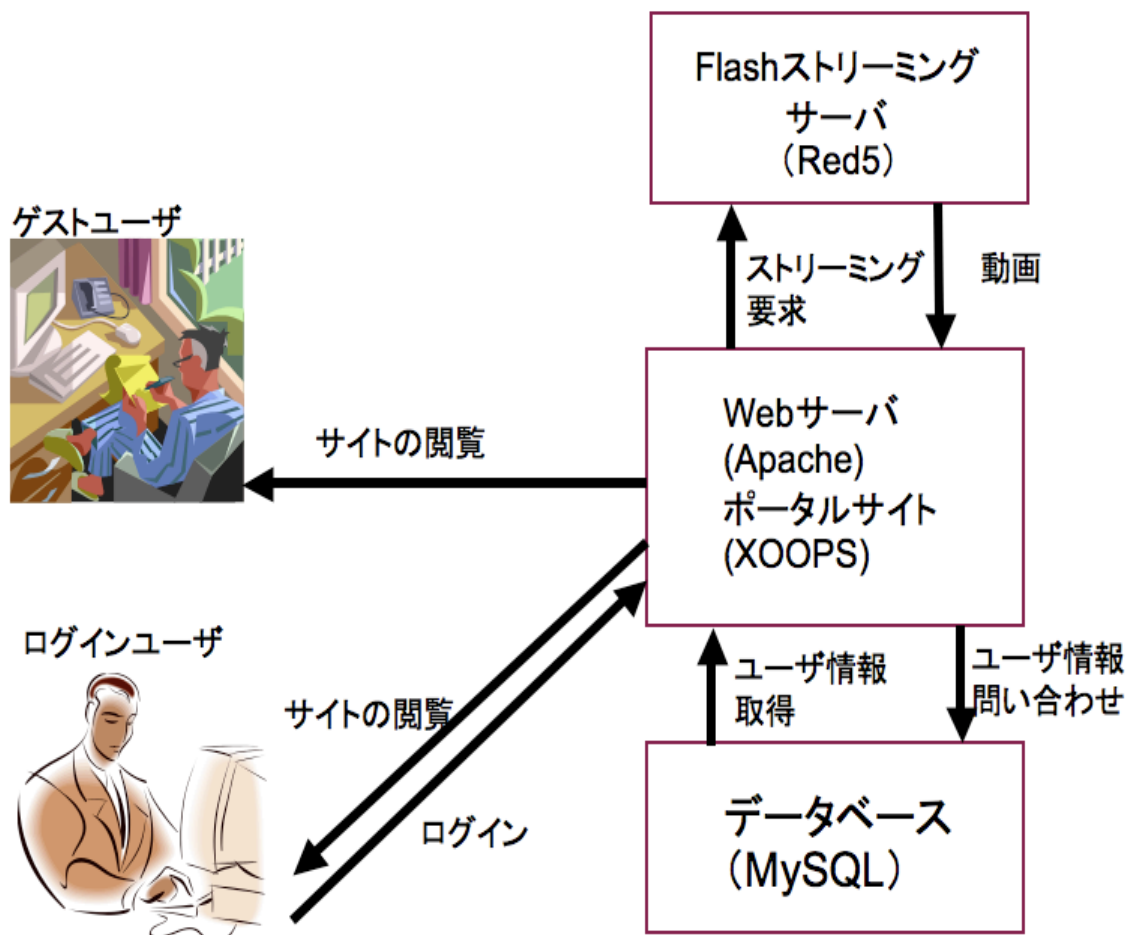 Flashストリーミング
サーバ
（Red5）
ゲストユーザ
ストリーミング
要求
動画
サイトの閲覧
Webサーバ
(Apache)
ポータルサイト
(XOOPS)
ログインユーザ
サイトの閲覧
ログイン
ユーザ情報
取得
ユーザ情報
問い合わせ
データベース
（MySQL）